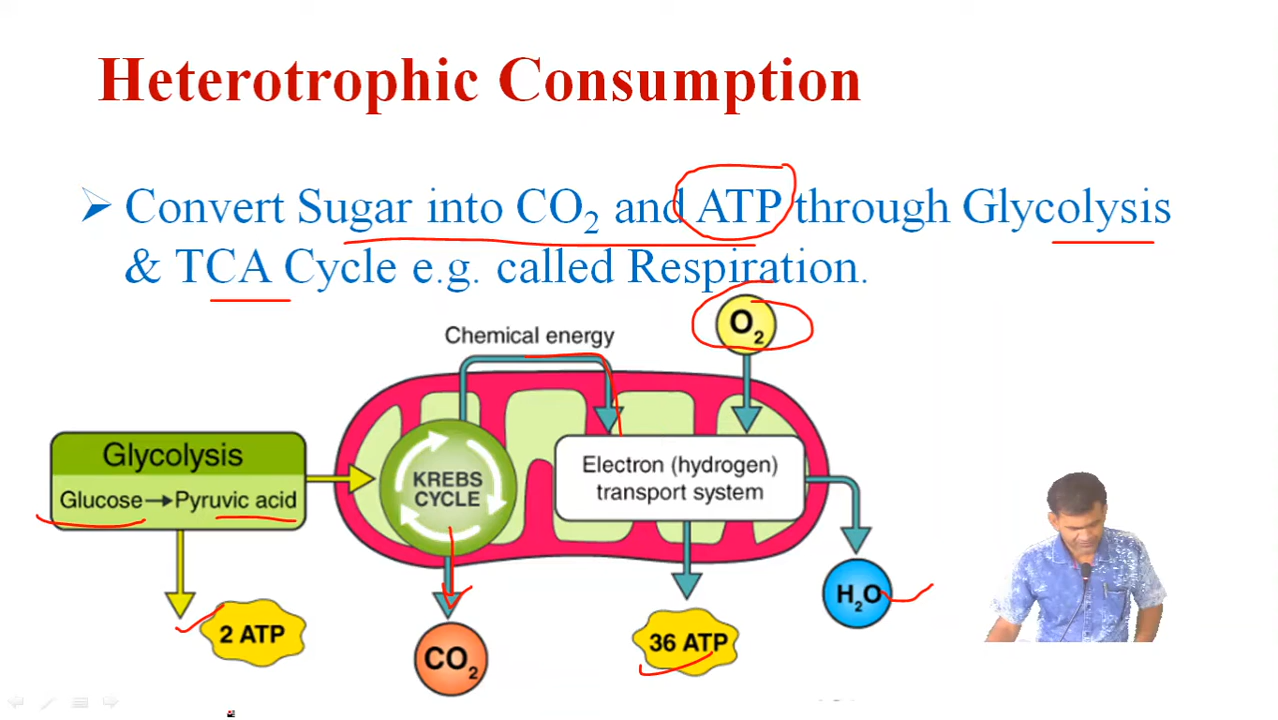 Heterotrophic Consumption
➢ Convert Sugar into CO₂ and ATP through Glycolysis
& TCA Cycle e.g. called Respiration.
Chemical energy
O₂
Glycolysis
Glucose→Pyruvic acid
KREBS
CYCLE
Electron (hydrogen)
transport system
2 ATP
CO₂
36 ATP
H₂O